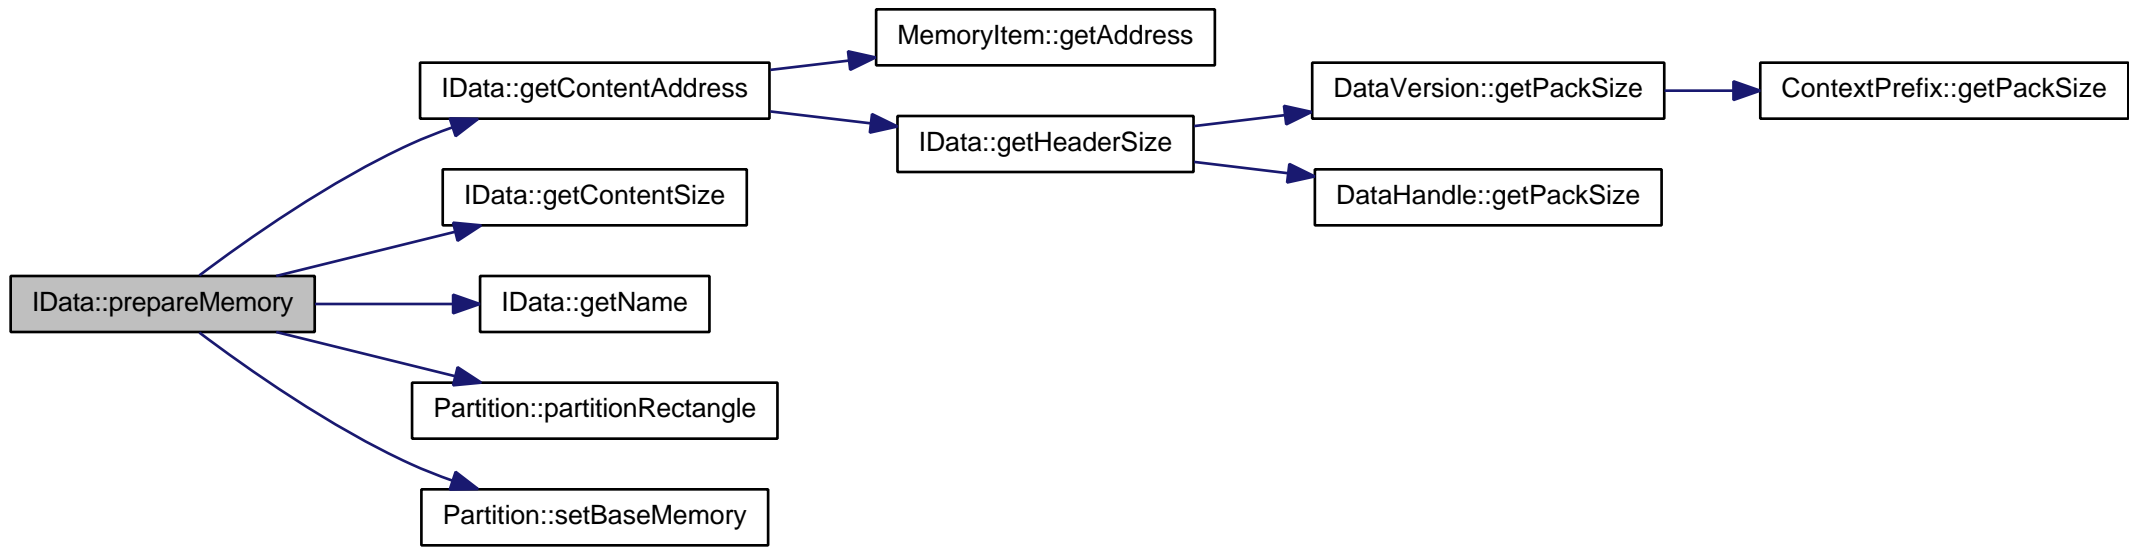 MemoryItem::getAddress
IData::getContentAddress
DataVersion::getPackSize
ContextPrefix::getPackSize
IData::getHeaderSize
IData::getContentSize
DataHandle::getPackSize
IData::prepareMemory
IData::getName
Partition::partitionRectangle
Partition::setBaseMemory